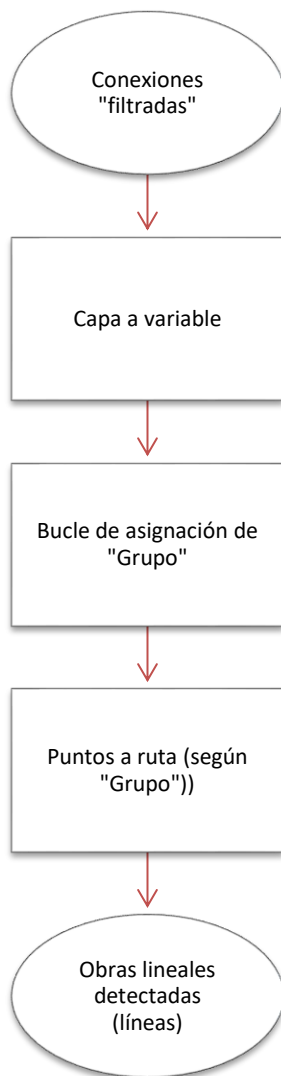 Conexiones
"filtradas"
Capa a variable
Bucle de asignación de
"Grupo"
Puntos a ruta (según
"Grupo"))
Obras lineales
detectadas
(líneas)